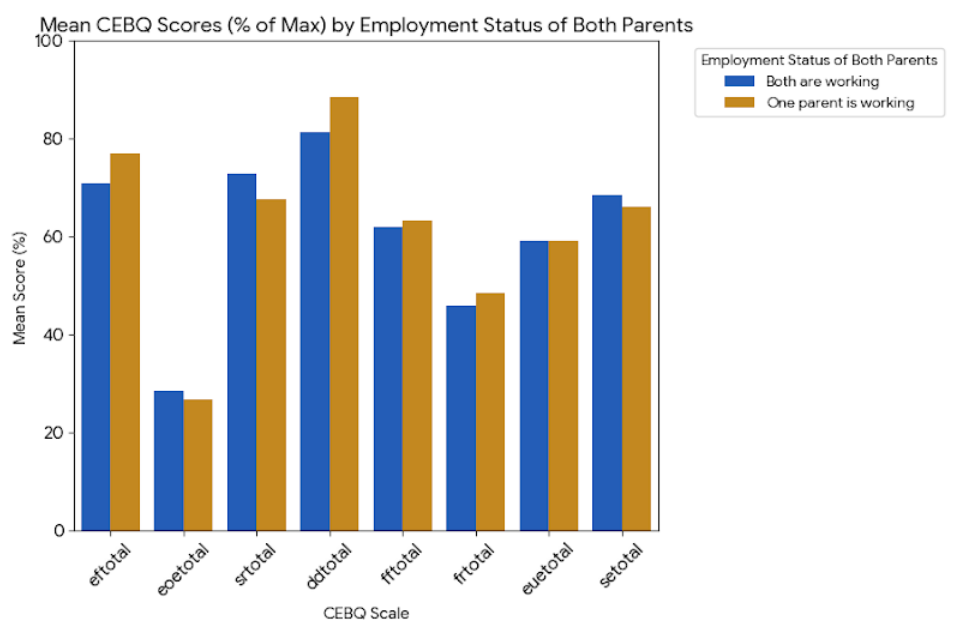 Mean CEBQ Scores (% of Max) by Employment Status of Both Parents
Employment Status of Both Parents
Both are working
One parent is working
Mean Score (%)
100
80
60
40
20
0
eftotal
eoetotal
srtotal
ddtotal
fftotal
frtotal
euetotal
setotal
CEBQ Scale